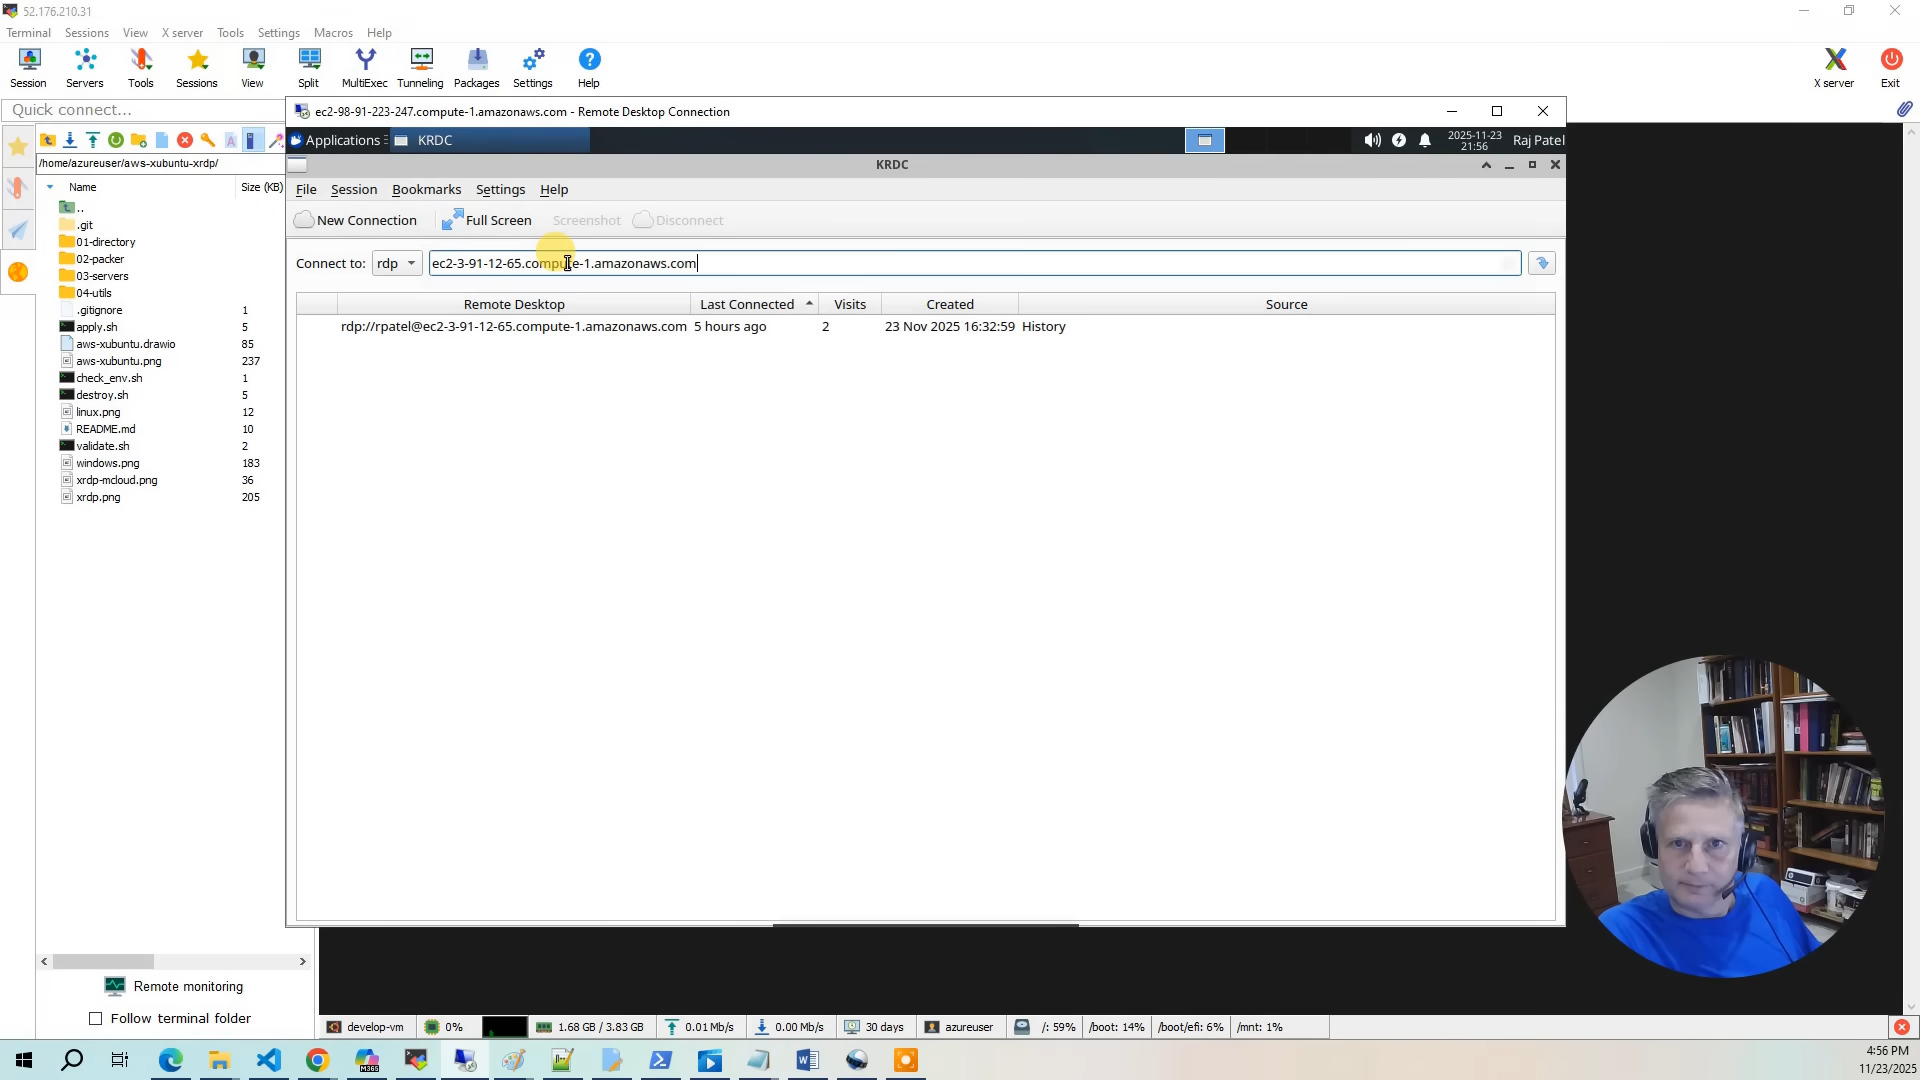 52.176.210.31
Terminal Sessions View X server Tools Settings Macros Help
Session Servers Tools Sessions View Split MultiExec Tunneling Packages Settings Help X server Exit
Quick connect...
ec2-98-91-223-247.compute-1.amazonaws.com - Remote Desktop Connection
Applications KRDC 2025-11-23 21:56 Raj Patel
KRDC
File Session Bookmarks Settings Help
New Connection Full Screen Screenshot Disconnect
Connect to: rdp ec2-3-91-12-65.compute-1.amazonaws.com
Remote Desktop Last Connected Visits Created Source
rdp://rpatel@ec2-3-91-12-65.compute-1.amazonaws.com 5 hours ago 2 23 Nov 2025 16:32:59 History
/home/azureuser/aws-xubuntu-xrdp/
Name Size (KB)
..
.git
01-directory
02-packer
03-servers
04-utils
.gitignore 1
apply.sh 5
aws-xubuntu.drawio 85
aws-xubuntu.png 237
check_env.sh 1
destroy.sh 5
linux.png 12
README.md 10
validate.sh 2
windows.png 183
xrdp-mcloud.png 36
xrdp.png 205
Remote monitoring
Follow terminal folder
develop-vm 0% 1.68 GB / 3.83 GB 0.01 Mb/s 0.00 Mb/s 30 days azureuser /: 59% /boot: 14% /boot/efi: 6% /mnt: 1%
M365
4:56 PM
11/23/2025